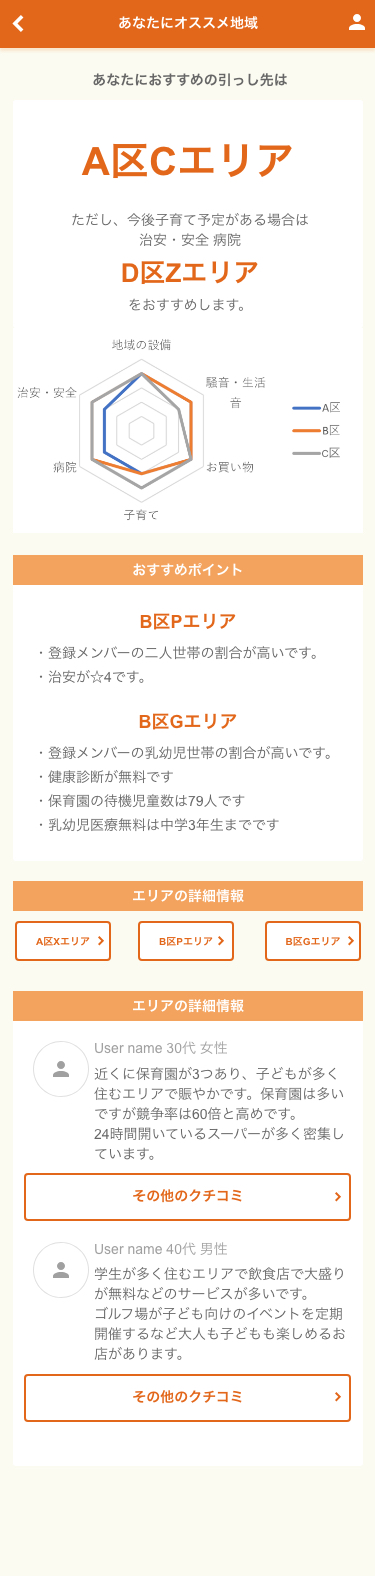 あなたにオススメ地域
あなたにおすすめの引っし先は
A区Cエリア
ただし、今後子育て予定がある場合は
治安・安全 病院
D区Zエリア
をおすすめします。
地域の設備
騒音・生活
音
治安・安全
病院
お買い物
子育て
A区
B区
C区
おすすめポイント
B区Pエリア
・登録メンバーの二人世帯の割合が高いです。
・治安が☆4です。
B区Gエリア
・登録メンバーの乳幼児世帯の割合が高いです。
・健康診断が無料です
・保育園の待機児童数は79人です
・乳幼児医療無料は中学3年生までです
エリアの詳細情報
A区Xエリア
B区Pエリア
B区Gエリア
エリアの詳細情報
User name 30代 女性
近くに保育園が3つあり、子どもが多く
住むエリアで賑やかです。保育園は多い
ですが競争率は60倍と高めです。
24時間開いているスーパーが多く密集し
ています。
その他のクチコミ
User name 40代 男性
学生が多く住むエリアで飲食店で大盛り
が無料などのサービスが多いです。
ゴルフ場が子ども向けのイベントを定期
開催するなど大人も子どもも楽しめるお
店があります。
その他のクチコミ